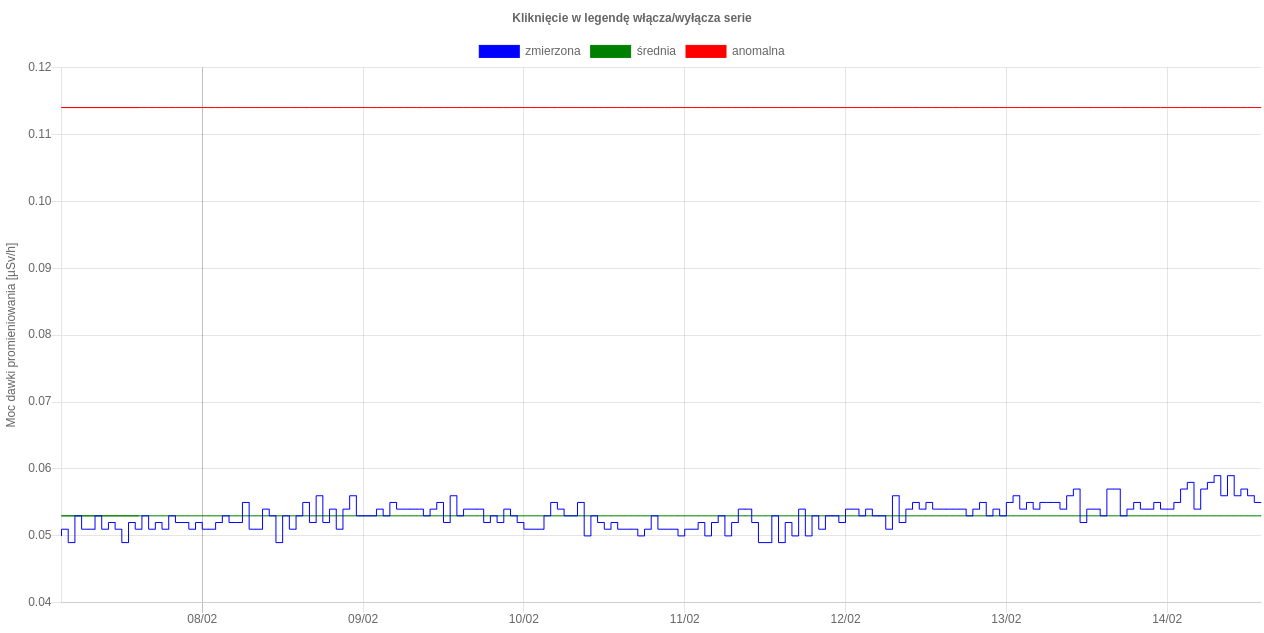 Kliknięcie w legendę włącza/wyłącza serie
zmierzona średnia anomalna
0.12
0.11
0.10
0.09
0.08
0.07
0.06
0.05
0.04
Moc dawki promieniowania [µSv/h]
08/02 09/02 10/02 11/02 12/02 13/02 14/02